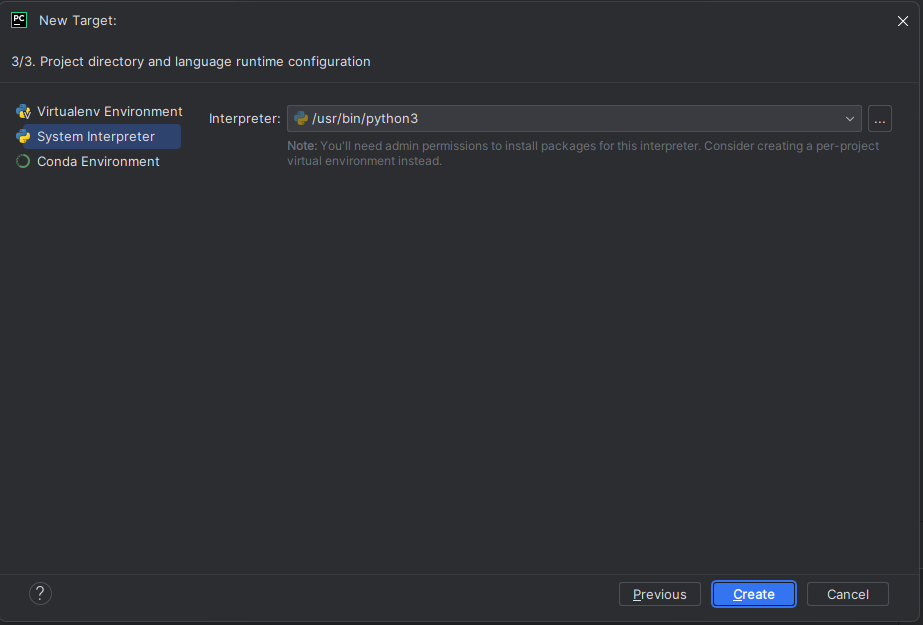 PC New Target:
3/3. Project directory and language runtime configuration
Virtualenv Environment
System Interpreter
Conda Environment
Interpreter: /usr/bin/python3 ...
Note: You'll need admin permissions to install packages for this interpreter. Consider creating a per-project
virtual environment instead.
? Previous Create Cancel